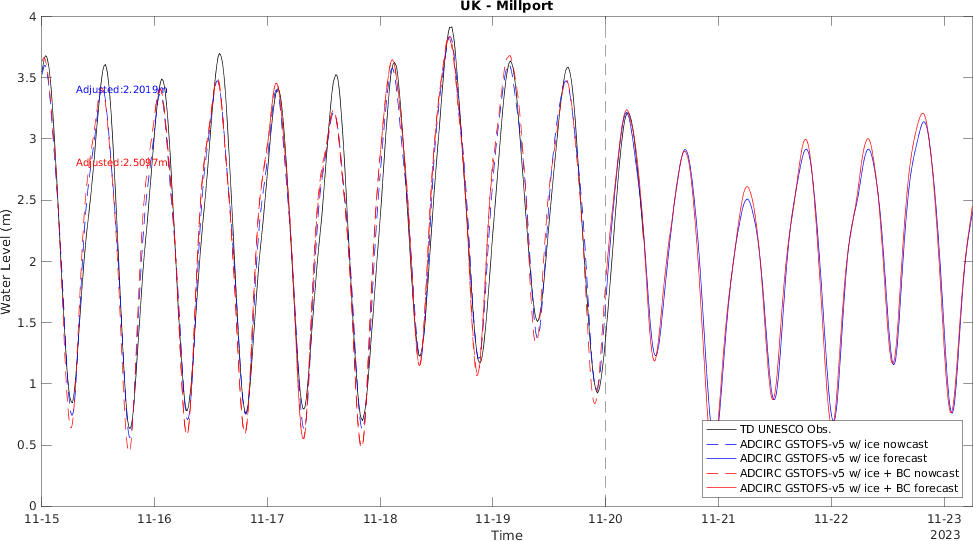 UK - Millport
4
3.5
3
2.5
2
1.5
1
0.5
0
Water Level (m)
Adjusted:2.2019m
Adjusted:2.5097m
TD UNESCO Obs.
ADCIRC GSTOFS-v5 w/ ice nowcast
ADCIRC GSTOFS-v5 w/ ice forecast
ADCIRC GSTOFS-v5 w/ ice + BC nowcast
ADCIRC GSTOFS-v5 w/ ice + BC forecast
11-15 11-16 11-17 11-18 11-19 11-20 11-21 11-22 11-23
Time
2023